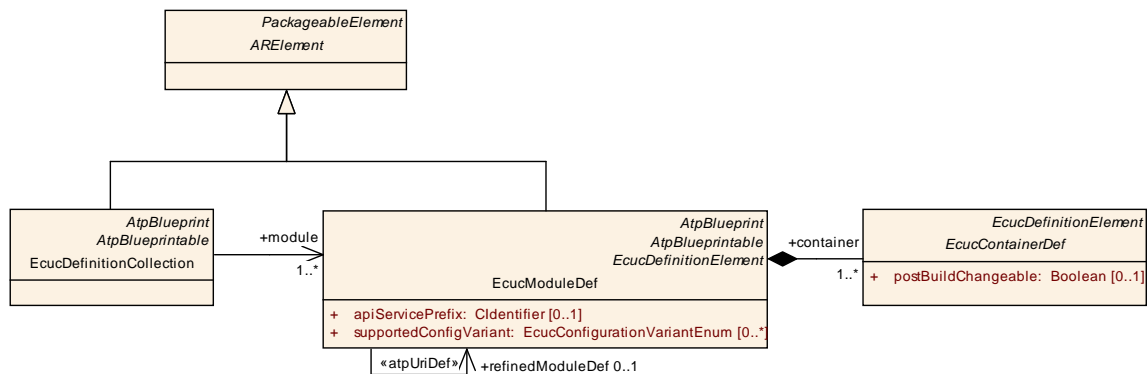 PackageableElement
ARElement
AtpBlueprint
AtpBlueprintable
EcucDefinitionCollection
+module
1..*
AtpBlueprint
AtpBlueprintable
EcucDefinitionElement
EcucModuleDef
+ apiServicePrefix: CIdentifier [0..1]
+ supportedConfigVariant: EcucConfigurationVariantEnum [0..*]
+container
1..*
EcucDefinitionElement
EcucContainerDef
+ postBuildChangeable: Boolean [0..1]
«atpUriDef»
+refinedModuleDef 0..1